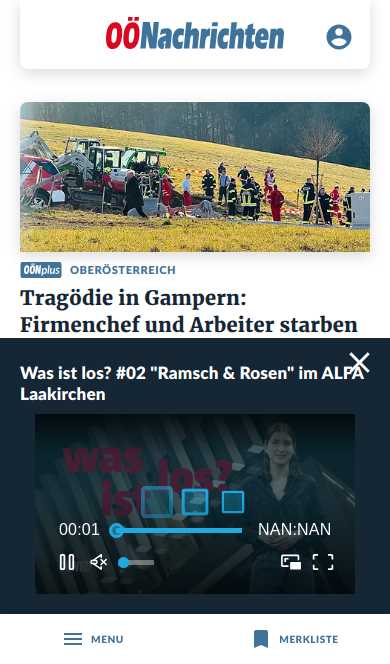 OÖNachrichten
OÖNplus OBERÖSTERREICH
Tragödie in Gampern:
Firmenchef und Arbeiter starben
Was ist los? #02 "Ramsch & Rosen" im ALFA
Laakirchen
was
ist los?
00:01 NAN:NAN
MENU MERKLISTE